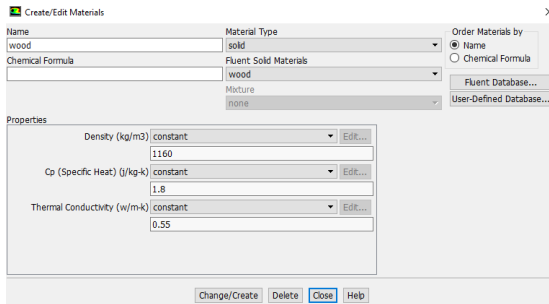 Create/Edit Materials
Name
Material Type
Order Materials by
wood
solid
Name
Chemical Formula
Fluent Solid Materials
Chemical Formula
wood
Mixture
Fluent Database...
none
User-Defined Database...
Properties
Density (kg/m3)
constant
Edit...
1160
Cp (Specific Heat) (j/kg-k)
constant
Edit...
1.8
Thermal Conductivity (w/m-k)
constant
Edit...
0.55
Change/Create
Delete
Close
Help